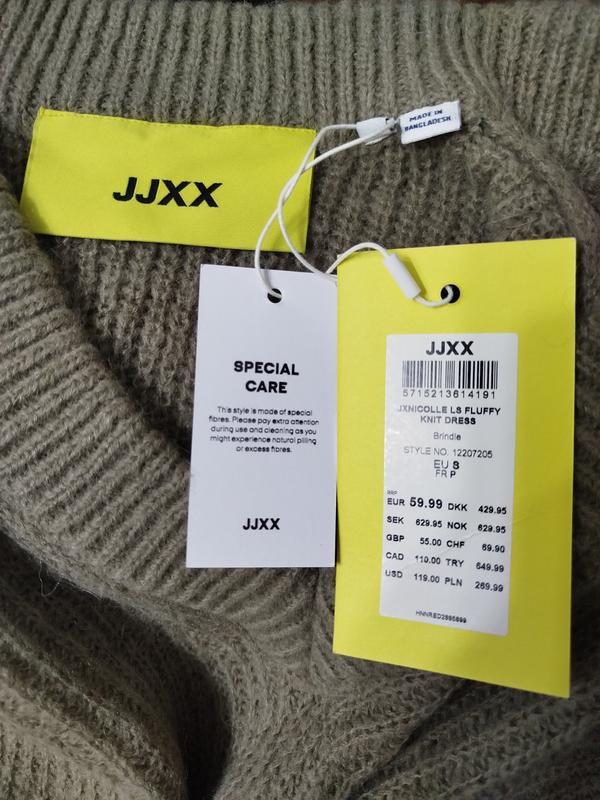 JJXX
MADE IN
BANGLADESH
SPECIAL
CARE
This style is made of special
fibres. Please pay extra attention
during use and cleaning as you
might experience natural pilling
or excess fibres.
JJXX
JJXX
5715213614191
JXNICOLLE LS FLUFFY
KNIT DRESS
Brindle
STYLE NO. 12207205
EU S
FR P
RRP
EUR 59.99 DKK 429.95
SEK 629.95 NOK 629.95
GBP 55.00 CHF 69.90
CAD 110.00 TRY 649.99
USD 119.00 PLN 269.99